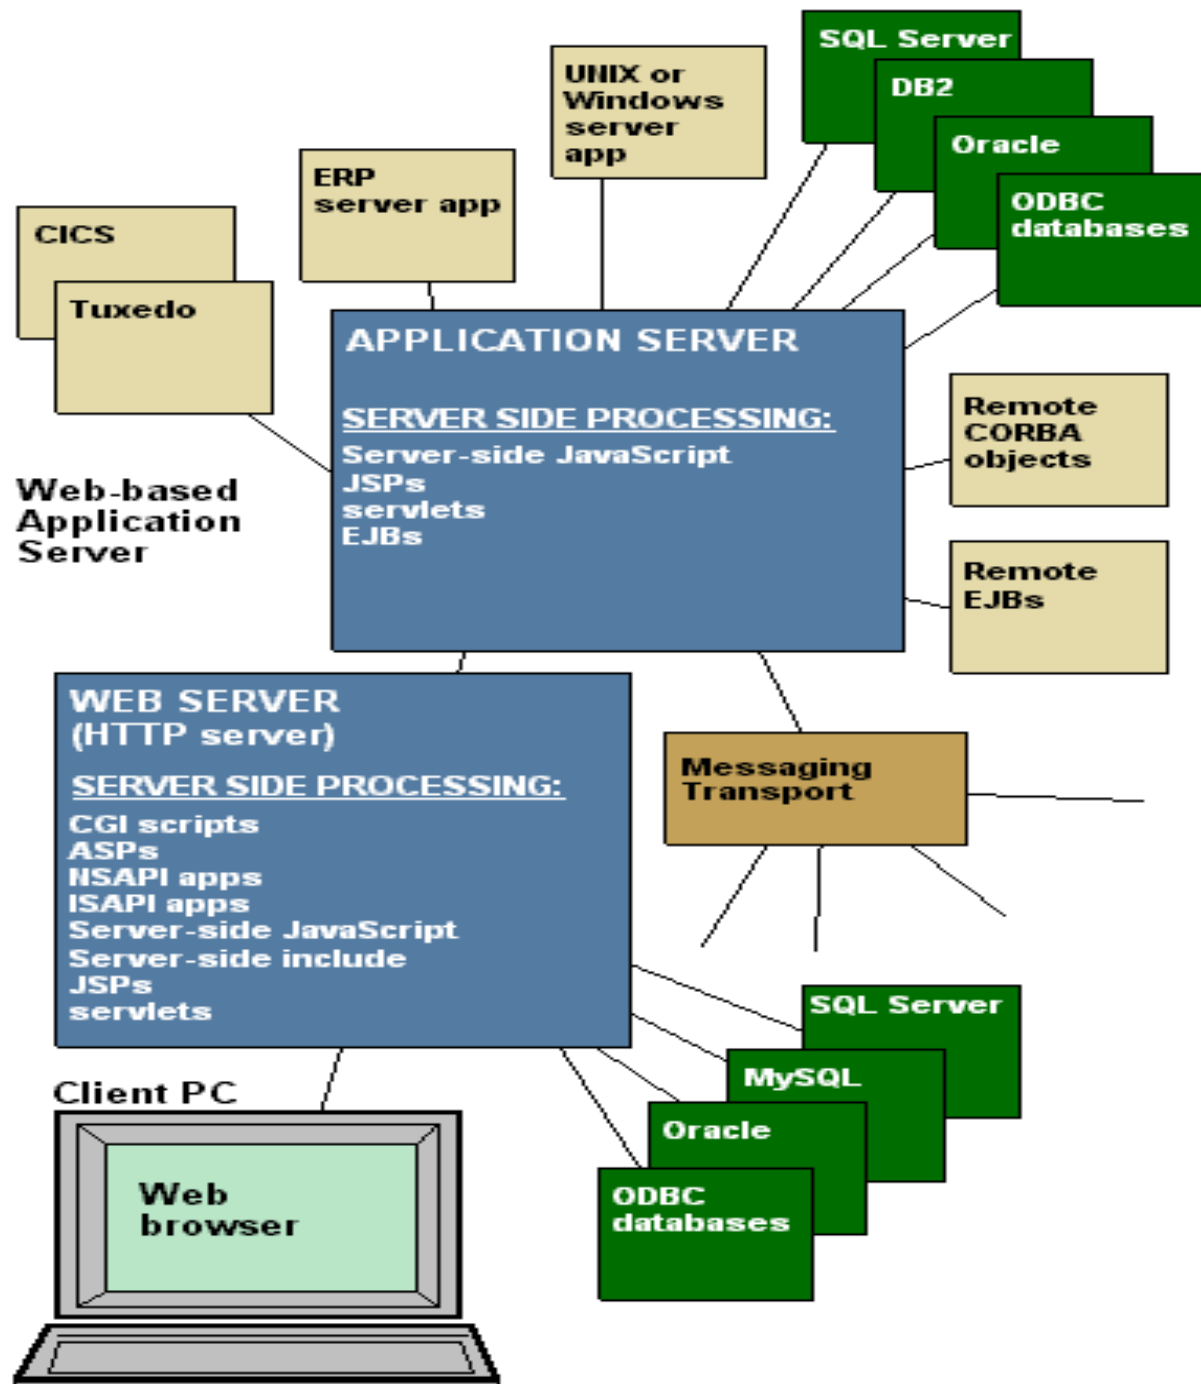 SQL Server
DB2
Oracle
ODBC
databases
UNIX or
Windows
server
app
ERP
server app
CICS
Tuxedo
APPLICATION SERVER
SERVER SIDE PROCESSING:
Server-side JavaScript
JSPs
servlets
EJBs
Remote
CORBA
objects
Remote
EJBs
Web-based
Application
Server
WEB SERVER
(HTTP server)
SERVER SIDE PROCESSING:
CGI scripts
ASPs
NSAPI apps
ISAPI apps
Server-side JavaScript
Server-side include
JSPs
servlets
Messaging
Transport
SQL Server
MySQL
Oracle
ODBC
databases
Client PC
Web
browser